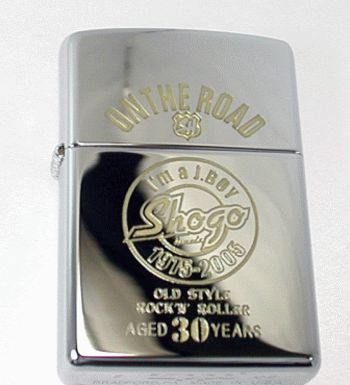 ON THE ROAD
I'm a J.Boy
Shogo
1975-2005
OLD STYLE
ROCK'N' ROLLER
AGED 30 YEARS